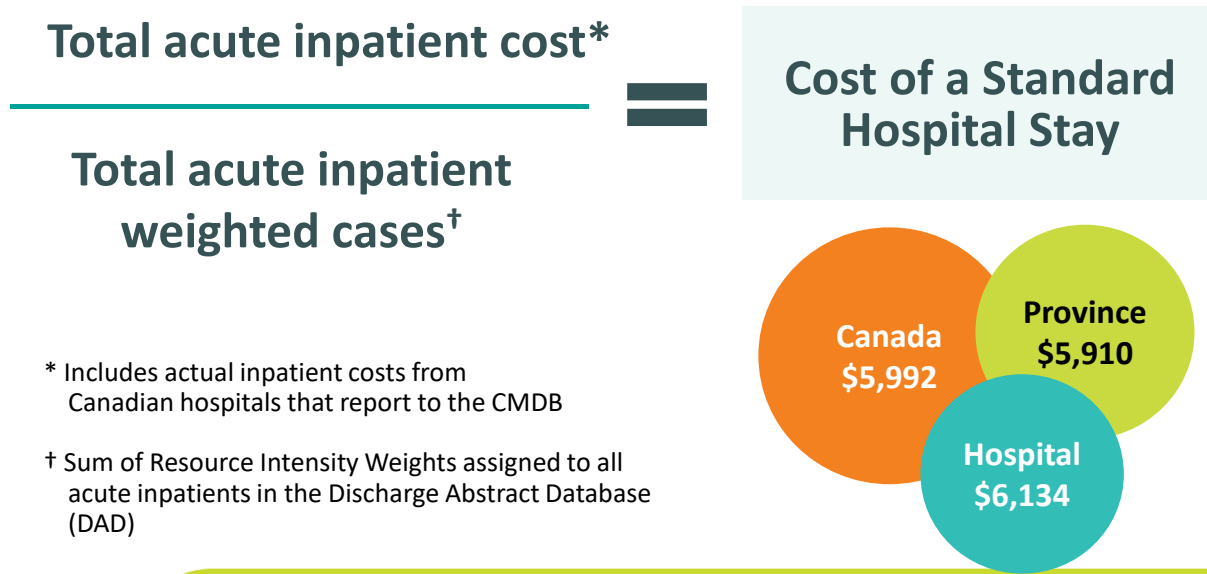 Total acute inpatient cost*
Total acute inpatient
weighted cases†
=
Cost of a Standard
Hospital Stay
Canada
$5,992
Province
$5,910
Hospital
$6,134
* Includes actual inpatient costs from
Canadian hospitals that report to the CMDB
† Sum of Resource Intensity Weights assigned to all
acute inpatients in the Discharge Abstract Database
(DAD)